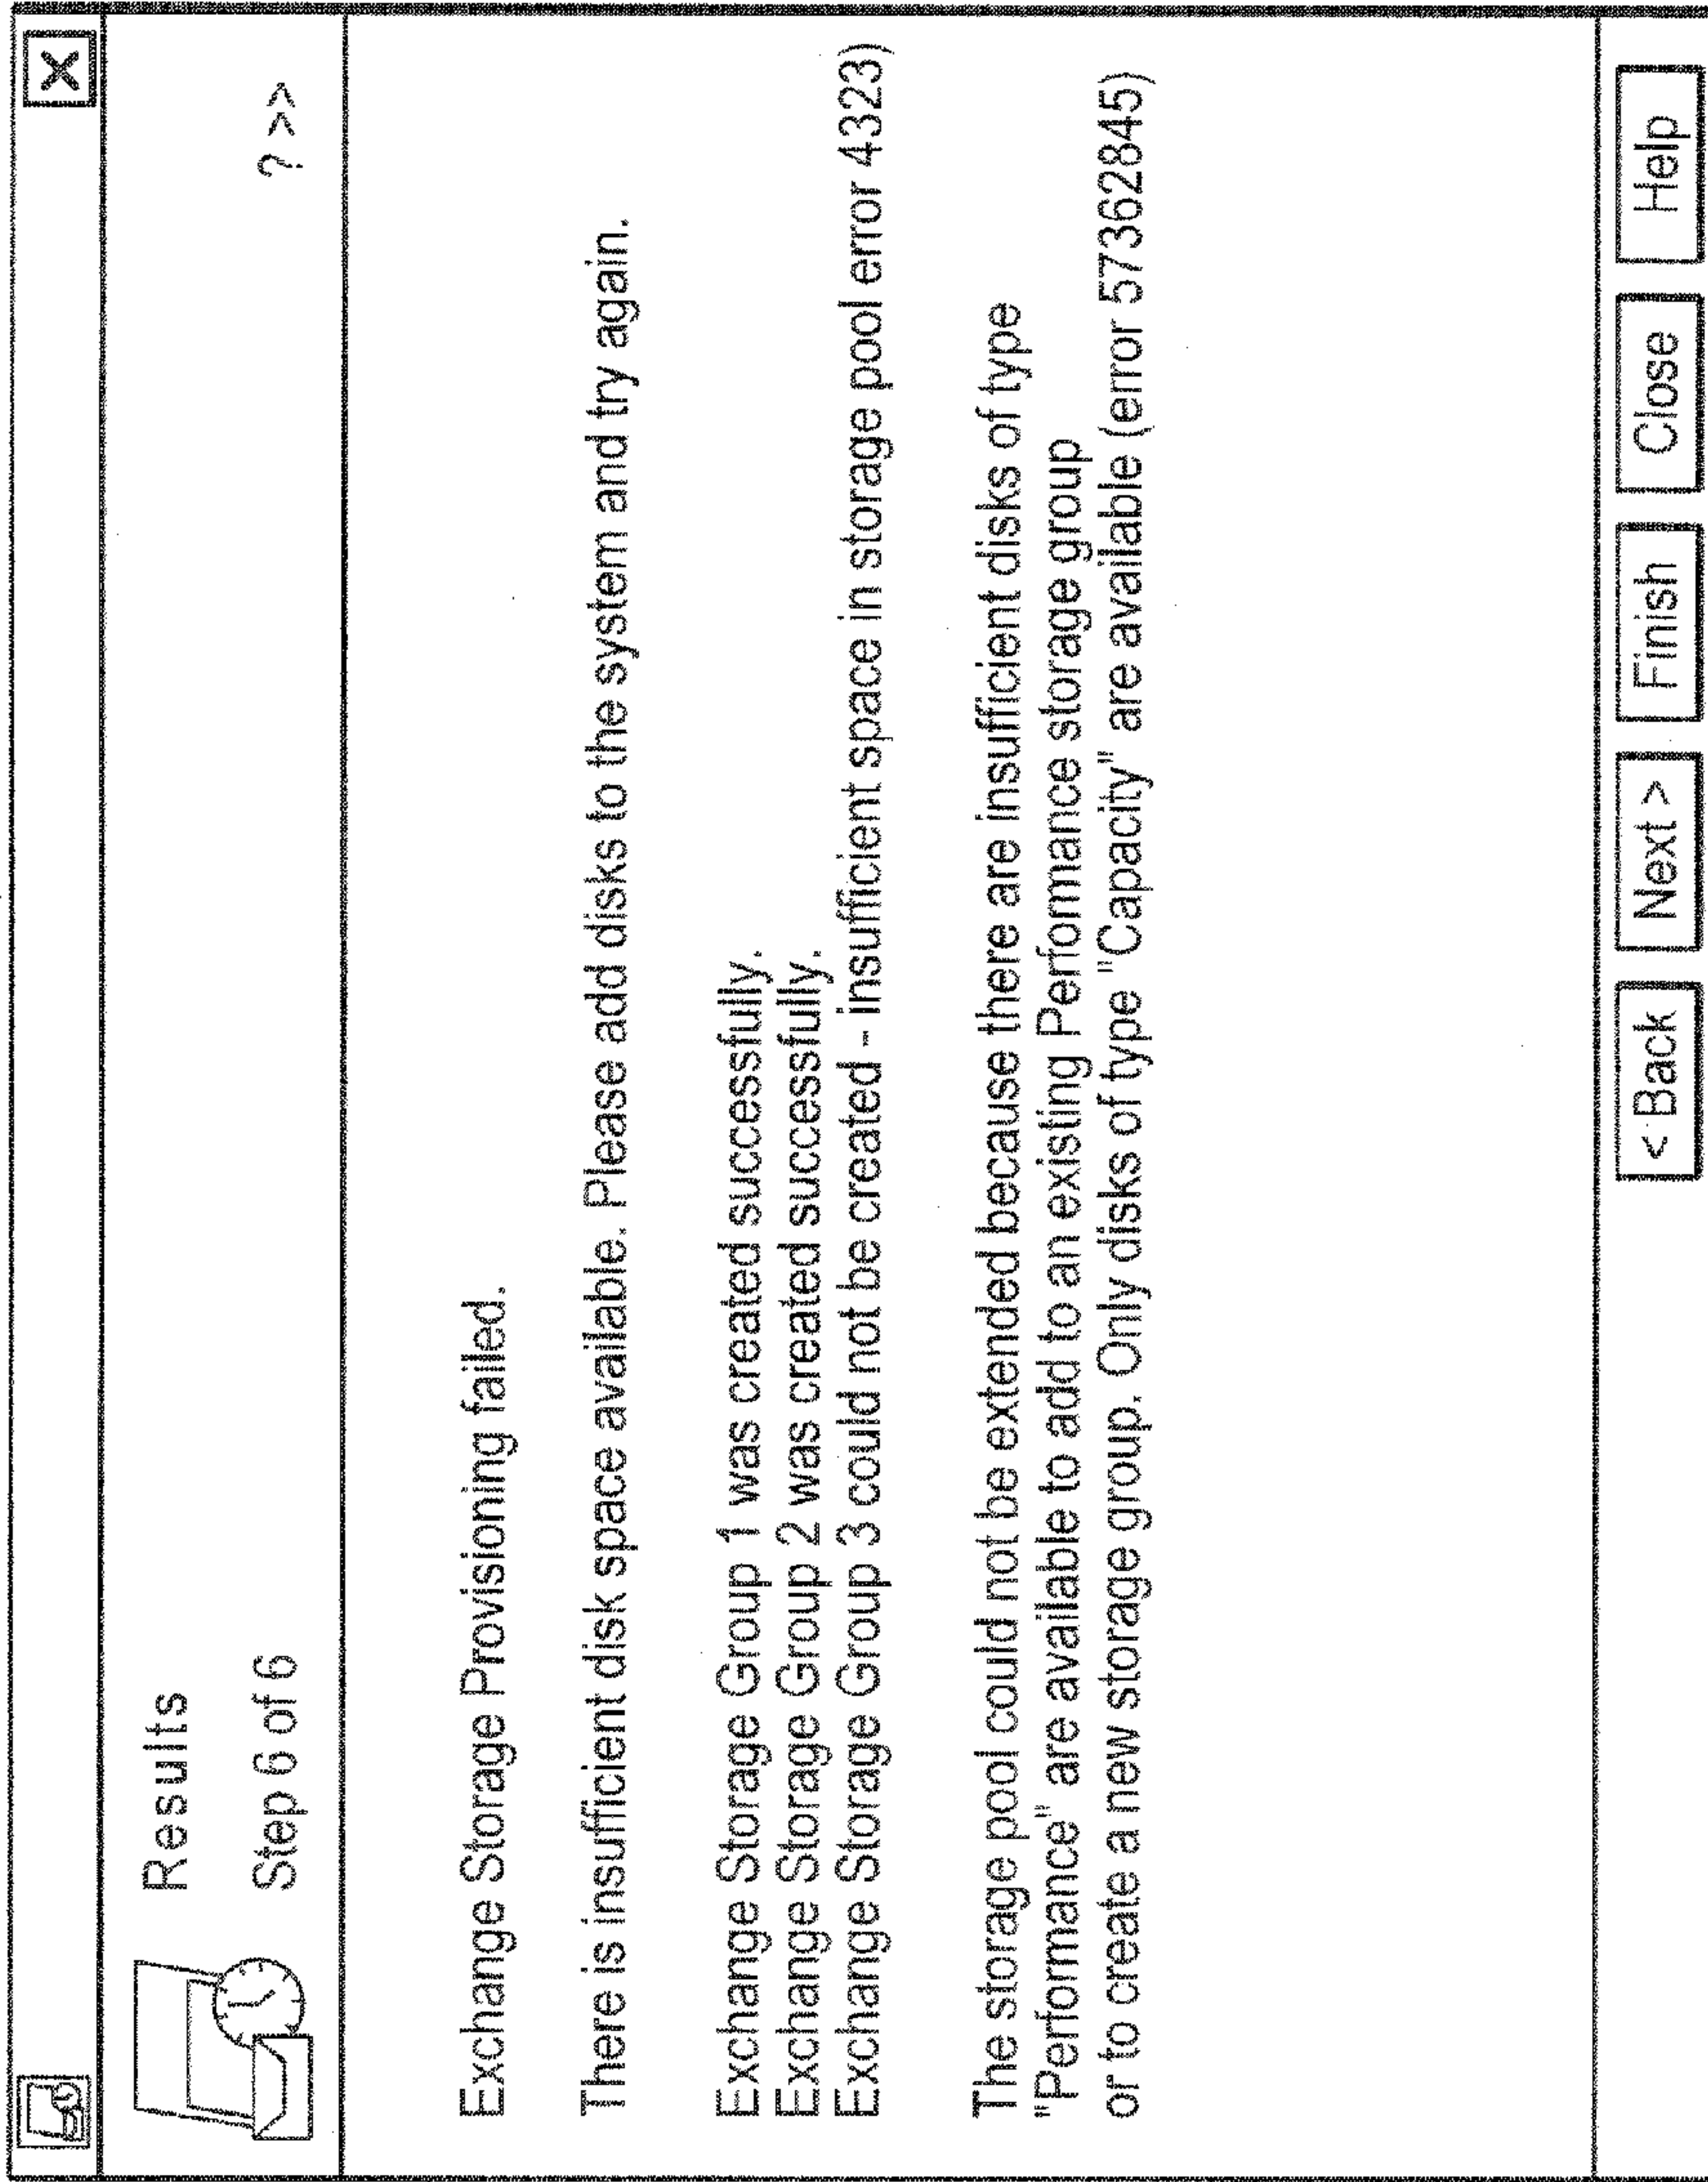 X
Results
Step 6 of 6
? >>
Exchange Storage Provisioning failed.
There is insufficient disk space available. Please add disks to the system and try again.
Exchange Storage Group 1 was created successfully.
Exchange Storage Group 2 was created successfully.
Exchange Storage Group 3 could not be created - insufficient space in storage pool error 4323)
The storage pool could not be extended because there are insufficient disks of type
"Performance" are available to add to an existing Performance storage group
or to create a new storage group. Only disks of type "Capacity" are available (error 57362845)
< Back
Next >
Finish
Close
Help